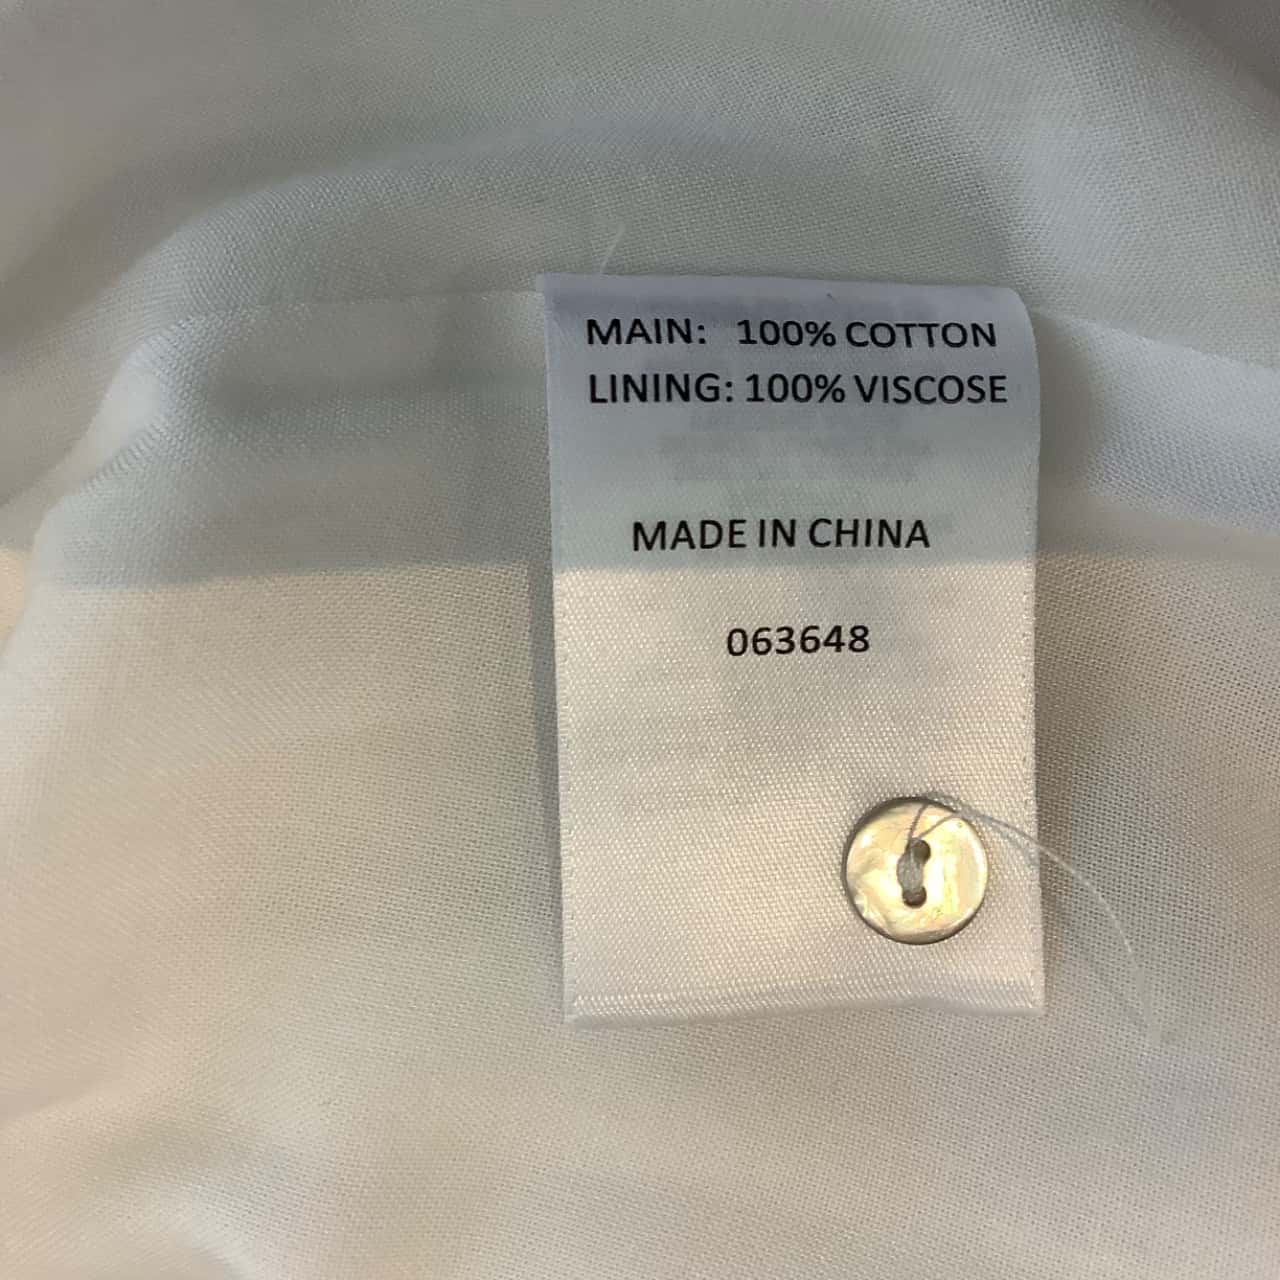 MAIN: 100% COTTON
LINING: 100% VISCOSE
MADE IN CHINA
063648